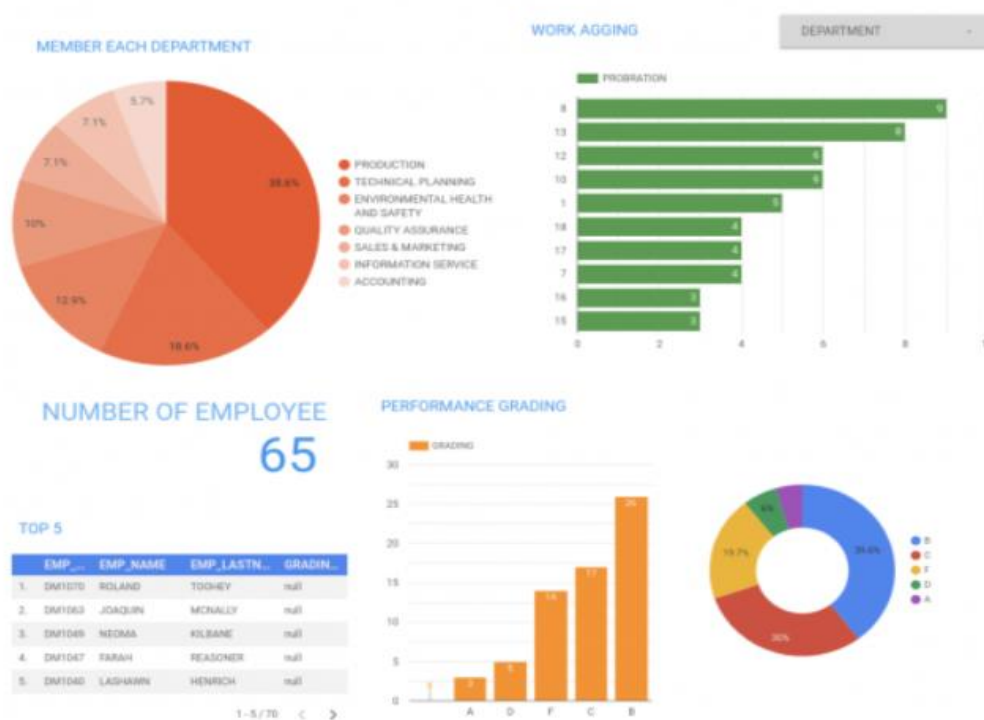 MEMBER EACH DEPARTMENT
5.7%
7.1%
7.1%
10%
12.9%
18.6%
38.6%
PRODUCTION
TECHNICAL PLANNING
ENVIRONMENTAL HEALTH
AND SAFETY
QUALITY ASSURANCE
SALES & MARKETING
INFORMATION SERVICE
ACCOUNTING
WORK AGGING
DEPARTMENT
PROBRATION
8 9
13 8
12 6
10 6
1 5
18 4
17 4
7 4
16 3
15 3
0 2 4 6 8
NUMBER OF EMPLOYEE
65
TOP 5
EMP_... EMP_NAME EMP_LASTN... GRADIN...
1. DM1070 ROLAND TOOHEY null
2. DM1063 JOAQUIN MCNALLY null
3. DM1049 NEOMA KILBANE null
4. DM1047 FARAH REASONER null
5. DM1040 LASHAWN HENRICH null
1-5/70 < >
PERFORMANCE GRADING
GRADING
30
25
20
15
10
5
0
3
5
14
17
26
A D F C B
39.6%
30%
19.7%
6%
B
C
F
D
A